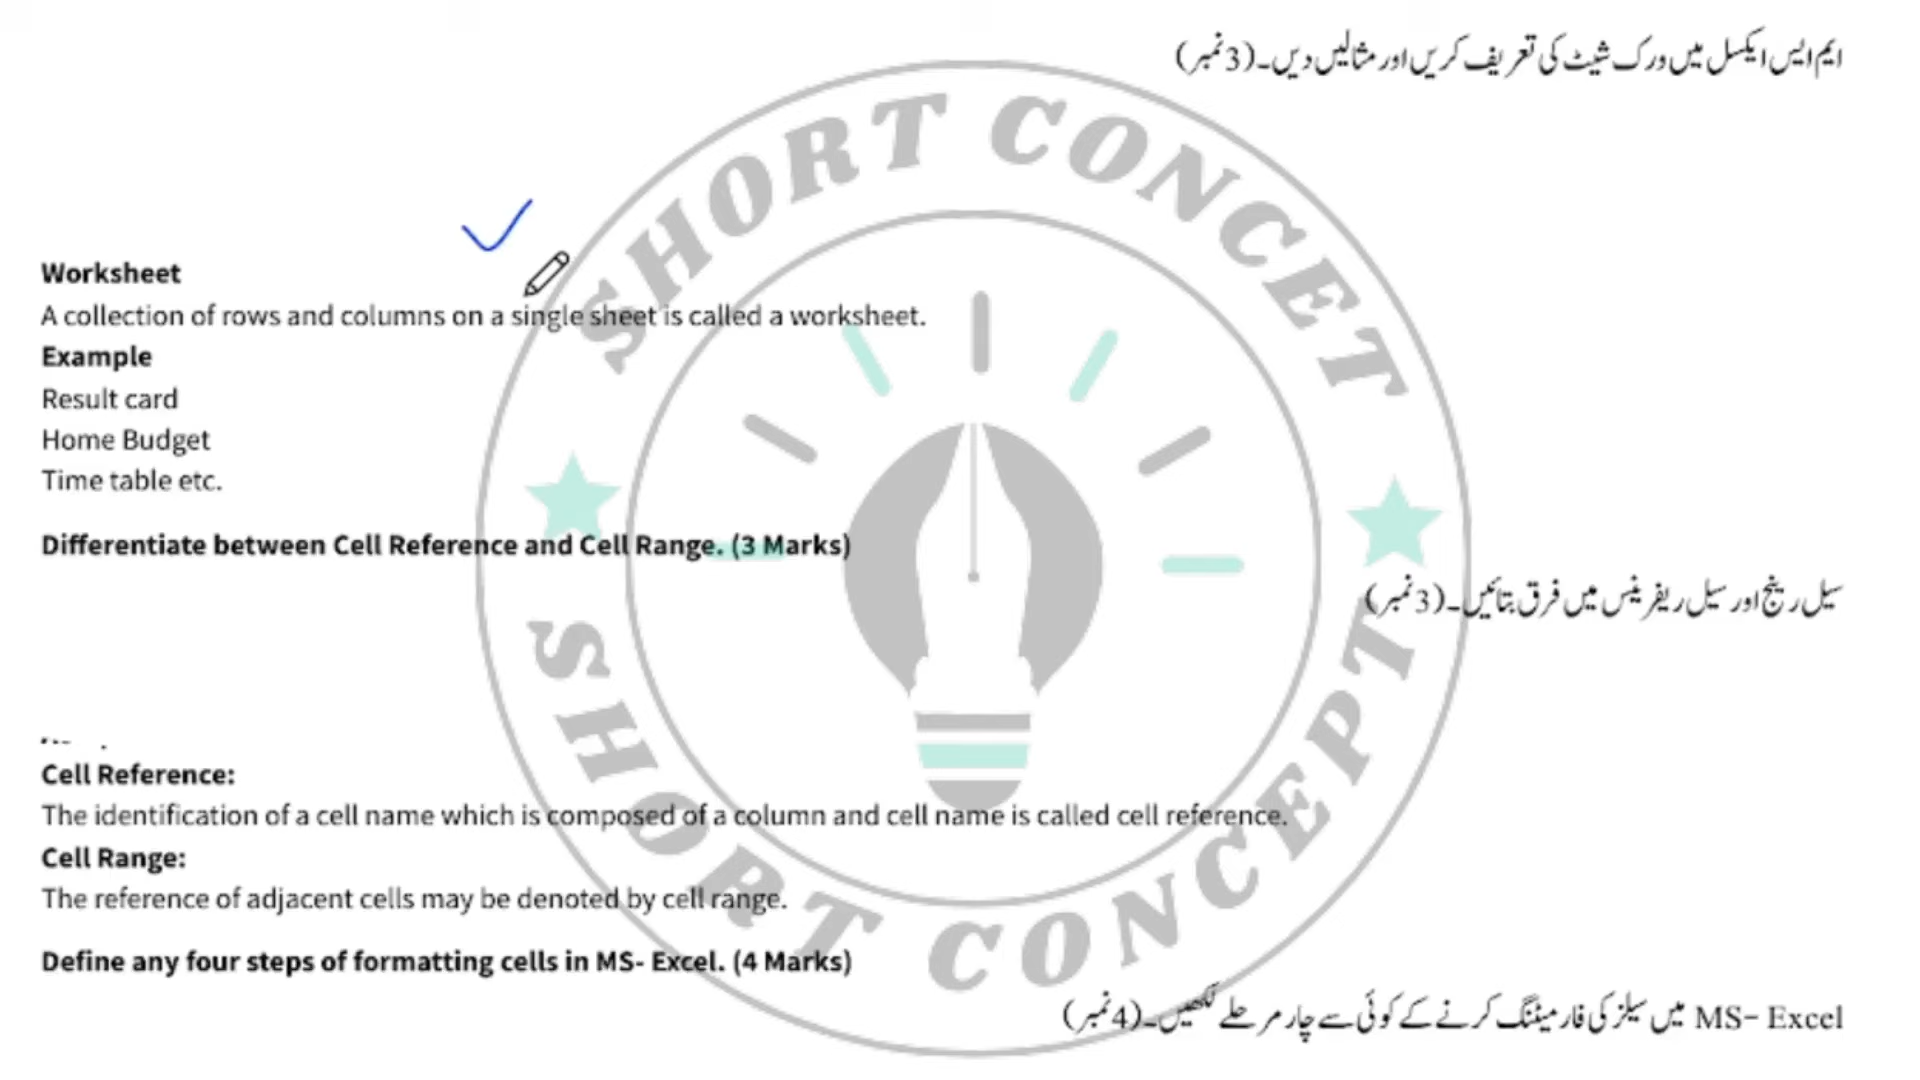 ایم ایس ایکسل میں ورک شیٹ کی تعریف کریں اور مثالیں دیں۔ (3 نمبر)
SHORT CONCET
Worksheet
A collection of rows and columns on a single sheet is called a worksheet.
Example
Result card
Home Budget
Time table etc.
Differentiate between Cell Reference and Cell Range. (3 Marks)
سیل رینج اور سیل ریفرینس میں فرق بتائیں۔ (3 نمبر)
Cell Reference:
The identification of a cell name which is composed of a column and cell name is called cell reference.
Cell Range:
The reference of adjacent cells may be denoted by cell range.
SHORT CONCEPT
Define any four steps of formatting cells in MS- Excel. (4 Marks)
MS- Excel میں سیلز کی فارمیٹنگ کرنے کے کوئی سے چار مرحلے لکھیں۔ (4 نمبر)